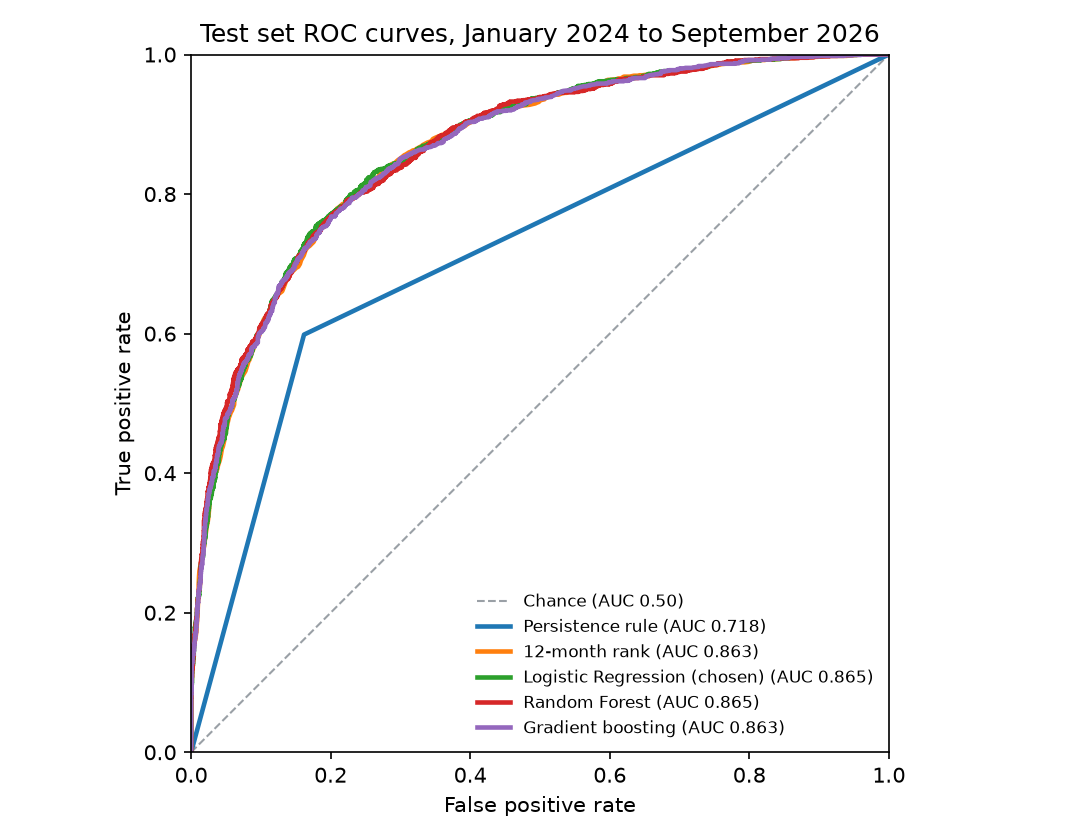 Test set ROC curves, January 2024 to September 2026
1.0
0.8
0.6
0.4
0.2
0.0
True positive rate
0.0 0.2 0.4 0.6 0.8 1.0
False positive rate
Chance (AUC 0.50)
Persistence rule (AUC 0.718)
12-month rank (AUC 0.863)
Logistic Regression (chosen) (AUC 0.865)
Random Forest (AUC 0.865)
Gradient boosting (AUC 0.863)